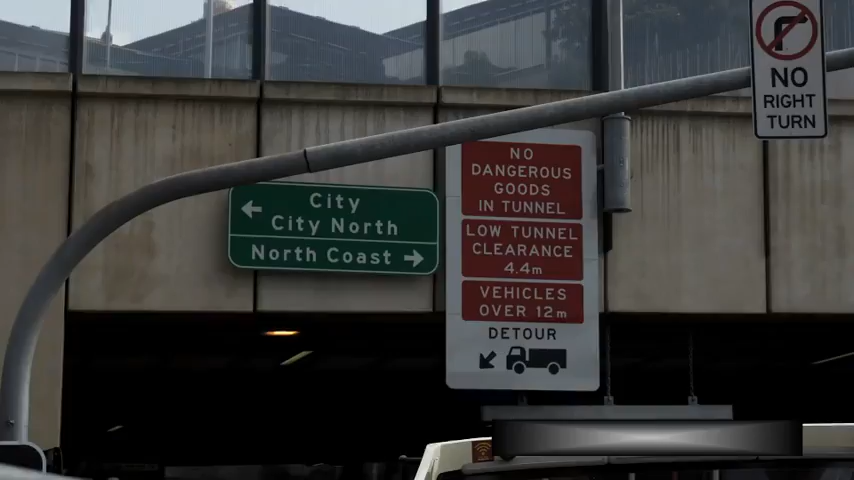 City
City North
North Coast
NO
DANGEROUS
GOODS
IN TUNNEL
LOW TUNNEL
CLEARANCE
4.4m
VEHICLES
OVER 12m
DETOUR
NO
RIGHT
TURN